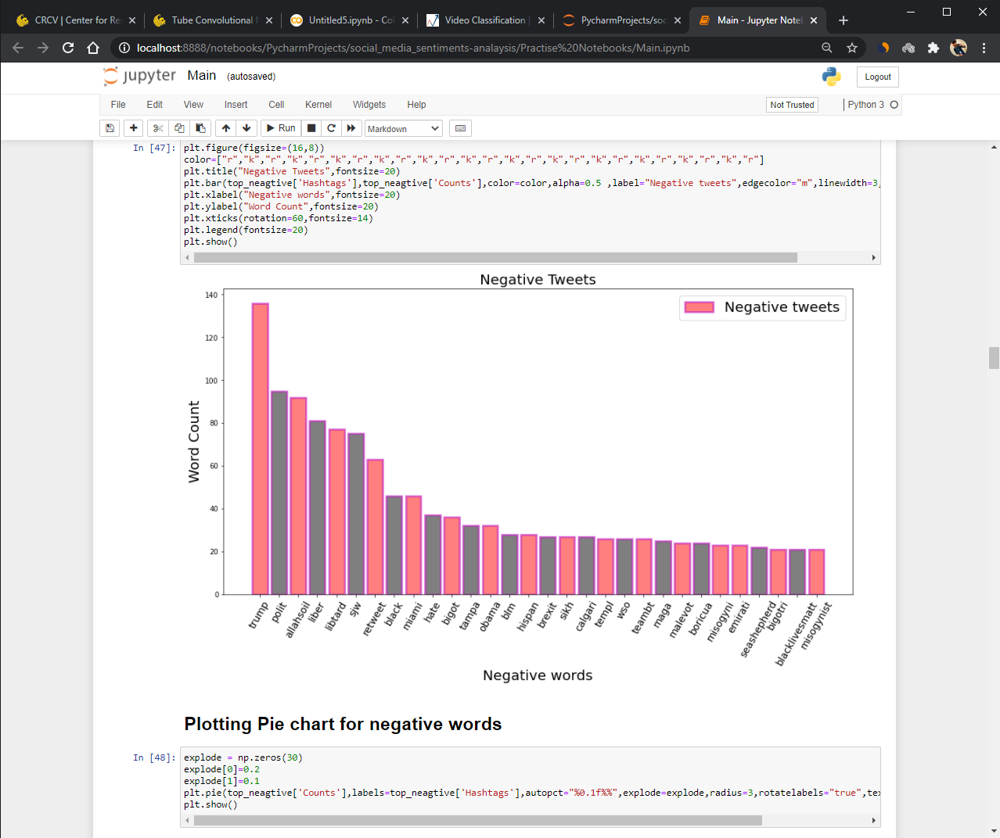 CRCV | Center for Re
Tube Convolutional
Untitled5.ipynb - Co
Video Classification
PycharmProjects/soc
Main - Jupyter Noteb
localhost:8888/notebooks/PycharmProjects/social_media_sentiments-analaysis/Practise%20Notebooks/Main.ipynb
jupyter Main (autosaved)
Logout
File Edit View Insert Cell Kernel Widgets Help
Not Trusted
Python 3
Run
Markdown
In [47]:
plt.figure(figsize=(16,8))
color=["r","k","r","k","r","k","r","k","r","k","r","k","r","k","r","k","r","k","r","k","r","k","r","k","r"]
plt.title("Negative Tweets",fontsize=20)
plt.bar(top_neagtive['Hashtags'],top_neagtive['Counts'],color=color,alpha=0.5 ,label="Negative tweets",edgecolor="m",linewidth=3,
plt.xlabel("Negative words",fontsize=20)
plt.ylabel("Word Count",fontsize=20)
plt.xticks(rotation=60,fontsize=14)
plt.legend(fontsize=20)
plt.show()
Negative Tweets
Negative tweets
140
120
100
80
60
40
20
0
Word Count
trump
polit
allahsoil
liber
libtard
sjw
retweet
black
miami
hate
bigot
tampa
obama
blm
hispan
brexit
sikh
calgari
templ
wso
teambt
maga
malevot
boricua
misogyni
emirati
seashepherd
bigotri
blacklivesmatt
misogynist
Negative words
Plotting Pie chart for negative words
In [48]:
explode = np.zeros(30)
explode[0]=0.2
explode[1]=0.1
plt.pie(top_neagtive['Counts'],labels=top_neagtive['Hashtags'],autopct="%0.1f%%",explode=explode,radius=3,rotatelabels="true",tex
plt.show()